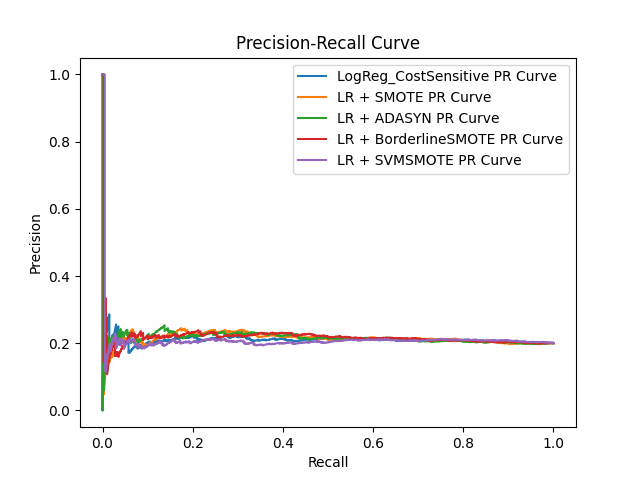 Precision-Recall Curve
LogReg_CostSensitive PR Curve
LR + SMOTE PR Curve
LR + ADASYN PR Curve
LR + BorderlineSMOTE PR Curve
LR + SVMSMOTE PR Curve
Precision
1.0
0.8
0.6
0.4
0.2
0.0
0.0 0.2 0.4 0.6 0.8 1.0
Recall